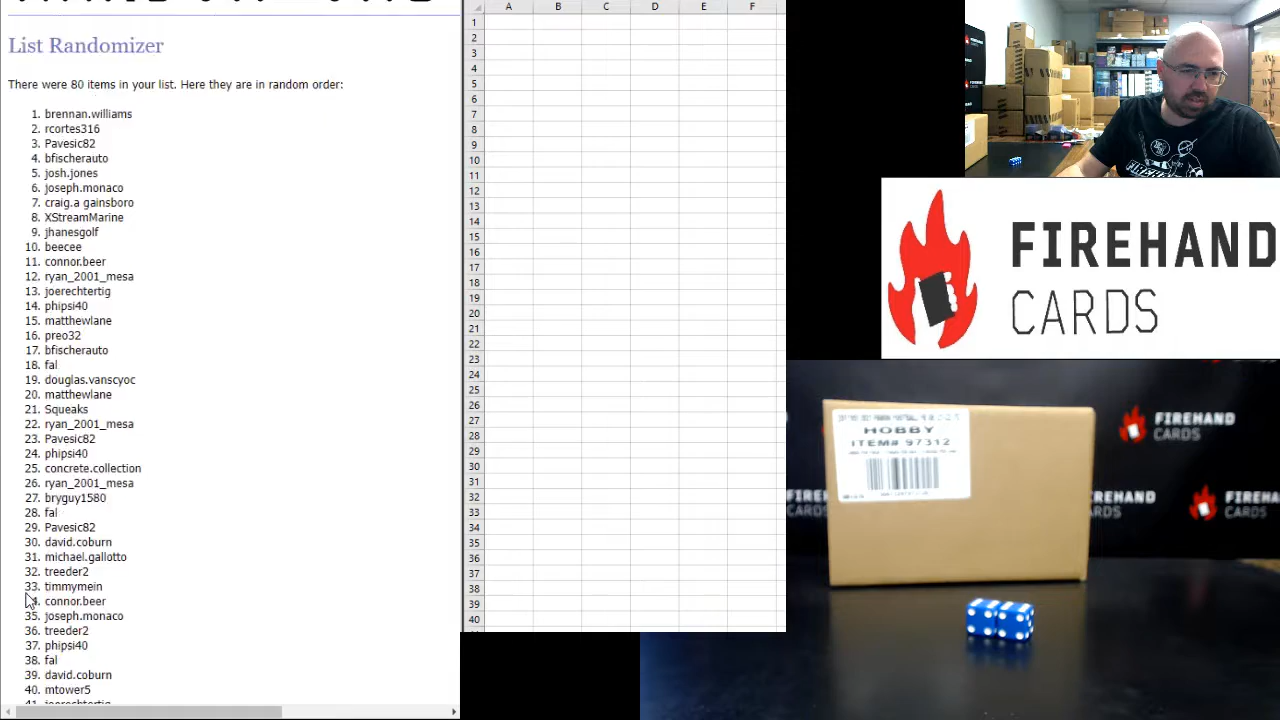 List Randomizer
There were 80 items in your list. Here they are in random order:
1. brennan.williams
2. rcortes316
3. Pavesic82
4. bfischerauto
5. josh.jones
6. joseph.monaco
7. craig.a gainsboro
8. XStreamMarine
9. jhanesgolf
10. beecee
11. connor.beer
12. ryan_2001_mesa
13. joerechtertig
14. phipsi40
15. matthewlane
16. preo32
17. bfischerauto
18. fal
19. douglas.vanscyoc
20. matthewlane
21. Squeaks
22. ryan_2001_mesa
23. Pavesic82
24. phipsi40
25. concrete.collection
26. ryan_2001_mesa
27. bryguy1580
28. fal
29. Pavesic82
30. david.coburn
31. michael.gallotto
32. treeder2
33. timmymein
connor.beer
35. joseph.monaco
36. treeder2
37. phipsi40
38. fal
39. david.coburn
40. mtower5
41. joerechtertig
A B C D E F
1
2
3
4
5
6
7
8
9
10
11
12
13
14
15
16
17
18
19
20
21
22
23
24
25
26
27
28
29
30
31
32
33
34
35
36
37
38
39
40
FIREHAND
CARDS
HOBBY
ITEM# 97312
FIREHAND
CARDS
FIREHAND
CARDS
FIREHA
CARDS